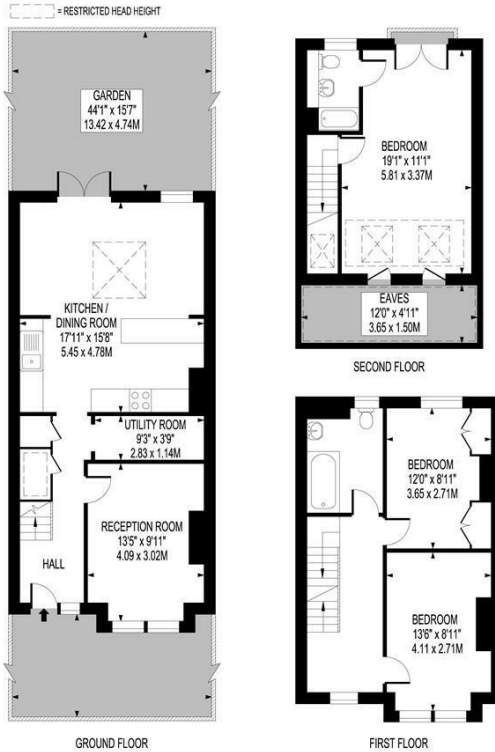 = RESTRICTED HEAD HEIGHT
GARDEN
44'1" x 15'7"
13.42 x 4.74M
KITCHEN /
DINING ROOM
17'11" x 15'8"
5.45 x 4.78M
UTILITY ROOM
9'3" x 3'9"
2.83 x 1.14M
RECEPTION ROOM
13'5" x 9'11"
4.09 x 3.02M
HALL
GROUND FLOOR
BEDROOM
19'1" x 11'1"
5.81 x 3.37M
EAVES
12'0" x 4'11"
3.65 x 1.50M
SECOND FLOOR
BEDROOM
12'0" x 8'11"
3.65 x 2.71M
BEDROOM
13'6" x 8'11"
4.11 x 2.71M
FIRST FLOOR